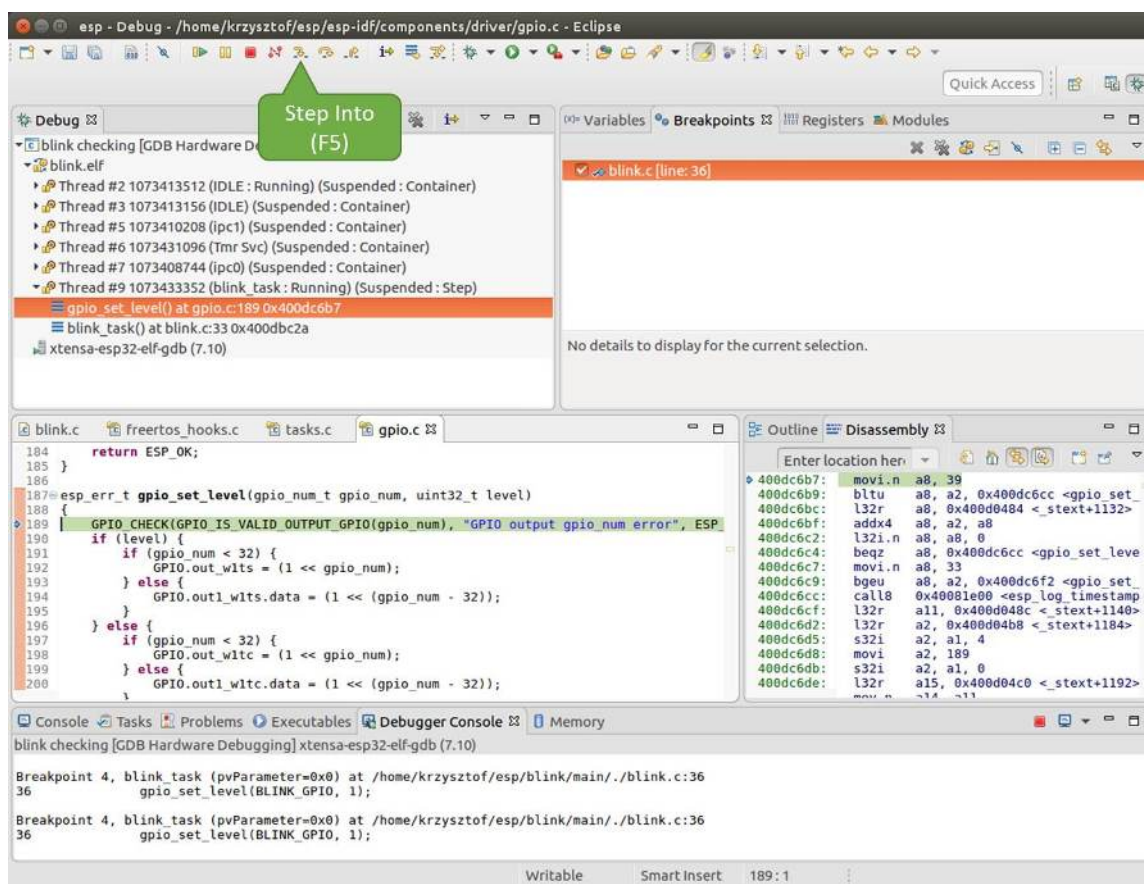 esp - Debug - /home/krzysztof/esp/esp-idf/components/driver/gpio.c - Eclipse
Quick Access
Step Into
(F5)
Debug
blink checking [GDB Hardware De
blink.elf
Thread #2 1073413512 (IDLE : Running) (Suspended : Container)
Thread #3 1073413156 (IDLE) (Suspended : Container)
Thread #5 1073410208 (ipc1) (Suspended : Container)
Thread #6 1073431096 (Tmr Svc) (Suspended : Container)
Thread #7 1073408744 (ipc0) (Suspended : Container)
Thread #9 1073433352 (blink_task : Running) (Suspended : Step)
gpio_set_level() at gpio.c:189 0x400dc6b7
blink_task() at blink.c:33 0x400dbc2a
xtensa-esp32-elf-gdb (7.10)
(x)= Variables Breakpoints Registers Modules
blink.c [line: 36]
No details to display for the current selection.
blink.c freertos_hooks.c tasks.c gpio.c
184 return ESP_OK;
185 }
186
187 esp_err_t gpio_set_level(gpio_num_t gpio_num, uint32_t level)
188 {
189 GPIO_CHECK(GPIO_IS_VALID_OUTPUT_GPIO(gpio_num), "GPIO output gpio_num error", ESP_
190 if (level) {
191 if (gpio_num < 32) {
192 GPIO.out_w1ts = (1 << gpio_num);
193 } else {
194 GPIO.out1_w1ts.data = (1 << (gpio_num - 32));
195 }
196 } else {
197 if (gpio_num < 32) {
198 GPIO.out_w1tc = (1 << gpio_num);
199 } else {
200 GPIO.out1_w1tc.data = (1 << (gpio_num - 32));
}
Outline Disassembly
Enter location her
400dc6b7: movi.n a8, 39
400dc6b9: bltu a8, a2, 0x400dc6cc <gpio_set_
400dc6bc: l32r a8, 0x400d0484 <_stext+1132>
400dc6bf: addx4 a8, a2, a8
400dc6c2: l32i.n a8, a8, 0
400dc6c4: beqz a8, 0x400dc6cc <gpio_set_leve
400dc6c7: movi.n a8, 33
400dc6c9: bgeu a8, a2, 0x400dc6f2 <gpio_set_
400dc6cc: call8 0x40081e00 <esp_log_timestamp
400dc6cf: l32r a11, 0x400d048c <_stext+1140>
400dc6d2: l32r a2, 0x400d04b8 <_stext+1184>
400dc6d5: s32i a2, a1, 4
400dc6d8: movi a2, 189
400dc6db: s32i a2, a1, 0
400dc6de: l32r a15, 0x400d04c0 <_stext+1192>
Console Tasks Problems Executables Debugger Console Memory
blink checking [GDB Hardware Debugging] xtensa-esp32-elf-gdb (7.10)
Breakpoint 4, blink_task (pvParameter=0x0) at /home/krzysztof/esp/blink/main/./blink.c:36
36 gpio_set_level(BLINK_GPIO, 1);
Breakpoint 4, blink_task (pvParameter=0x0) at /home/krzysztof/esp/blink/main/./blink.c:36
36 gpio_set_level(BLINK_GPIO, 1);
Writable Smart Insert 189 : 1